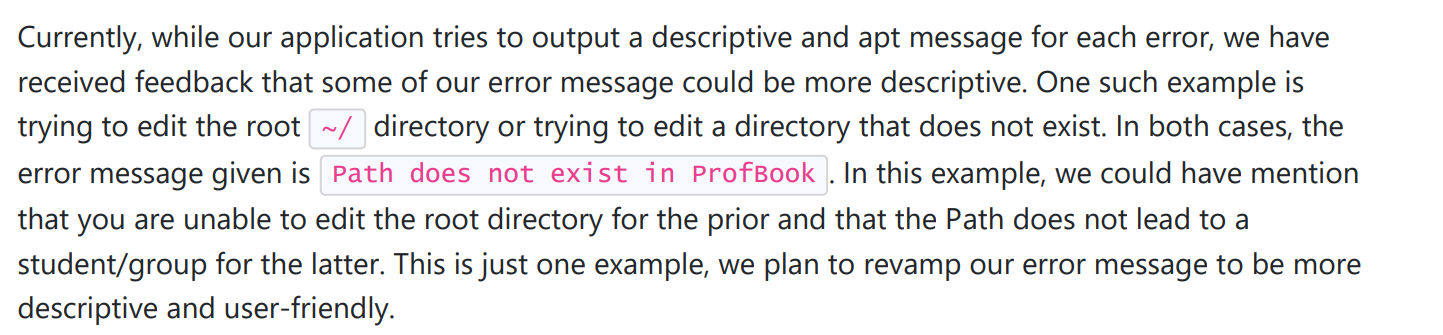 Currently, while our application tries to output a descriptive and apt message for each error, we have
received feedback that some of our error message could be more descriptive. One such example is
trying to edit the root ~/ directory or trying to edit a directory that does not exist. In both cases, the
error message given is Path does not exist in ProfBook. In this example, we could have mention
that you are unable to edit the root directory for the prior and that the Path does not lead to a
student/group for the latter. This is just one example, we plan to revamp our error message to be more
descriptive and user-friendly.